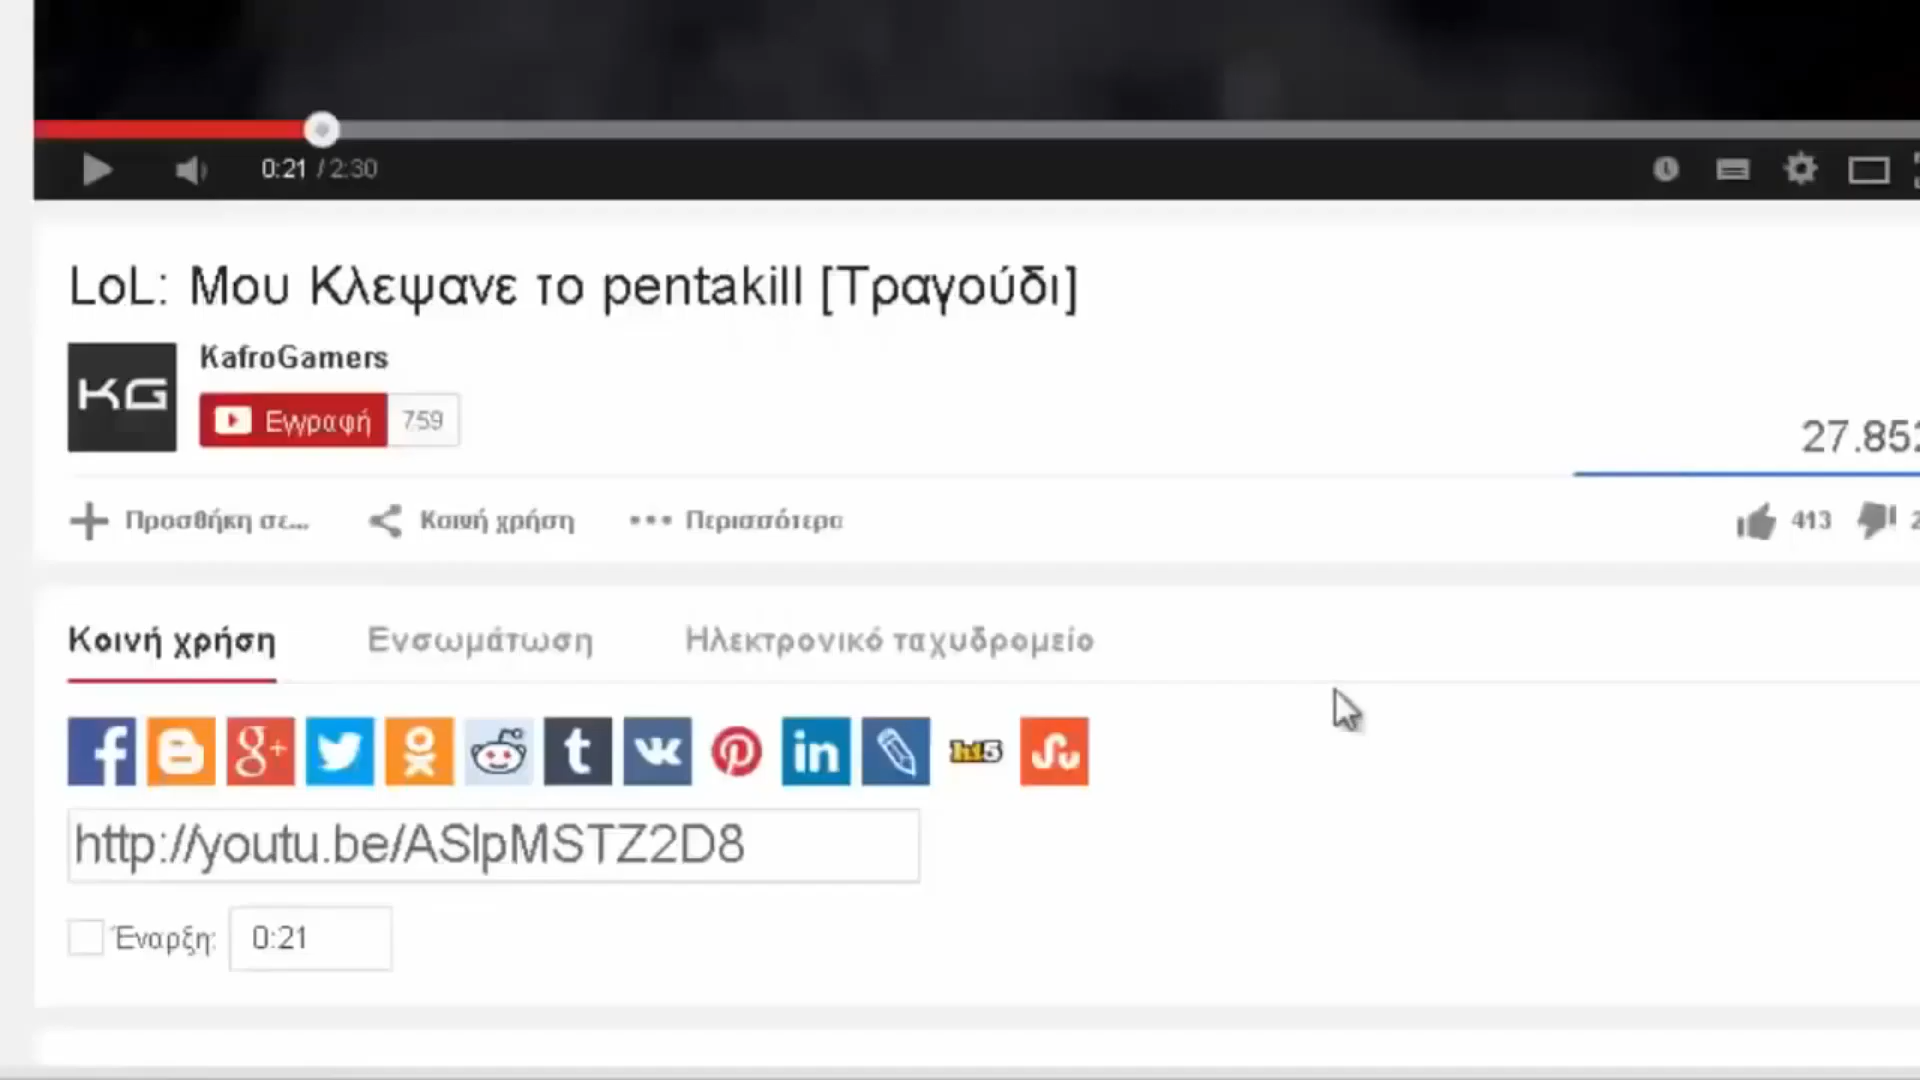 0:21 / 2:30
LoL: Μου Κλεψανε το pentakill [Τραγούδι]
KG
KafroGamers
Εγγραφή 759
27.852
Προσθήκη σε... Κοινή χρήση Περισσότερα 413
Κοινή χρήση Ενσωμάτωση Ηλεκτρονικό ταχυδρομείο
hi5
http://youtu.be/ASlpMSTZ2D8
Έναρξη: 0:21